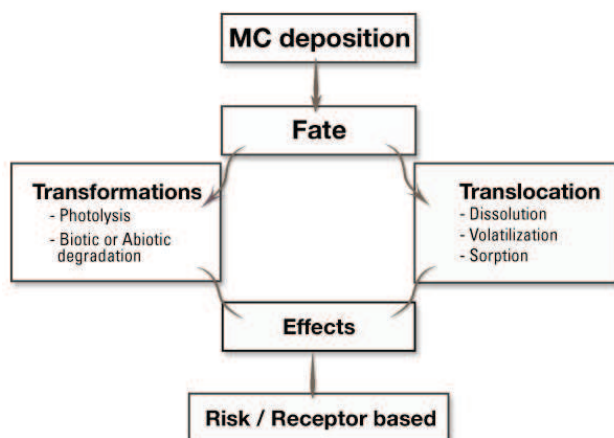 MC deposition
Fate
Transformations
- Photolysis
- Biotic or Abiotic
degradation
Translocation
- Dissolution
- Volatilization
- Sorption
Effects
Risk / Receptor based